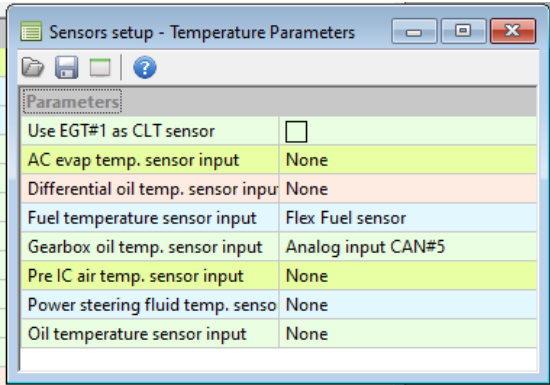 Sensors setup - Temperature Parameters
Parameters
Use EGT#1 as CLT sensor
AC evap temp. sensor input None
Differential oil temp. sensor inpu None
Fuel temperature sensor input Flex Fuel sensor
Gearbox oil temp. sensor input Analog input CAN#5
Pre IC air temp. sensor input None
Power steering fluid temp. senso None
Oil temperature sensor input None